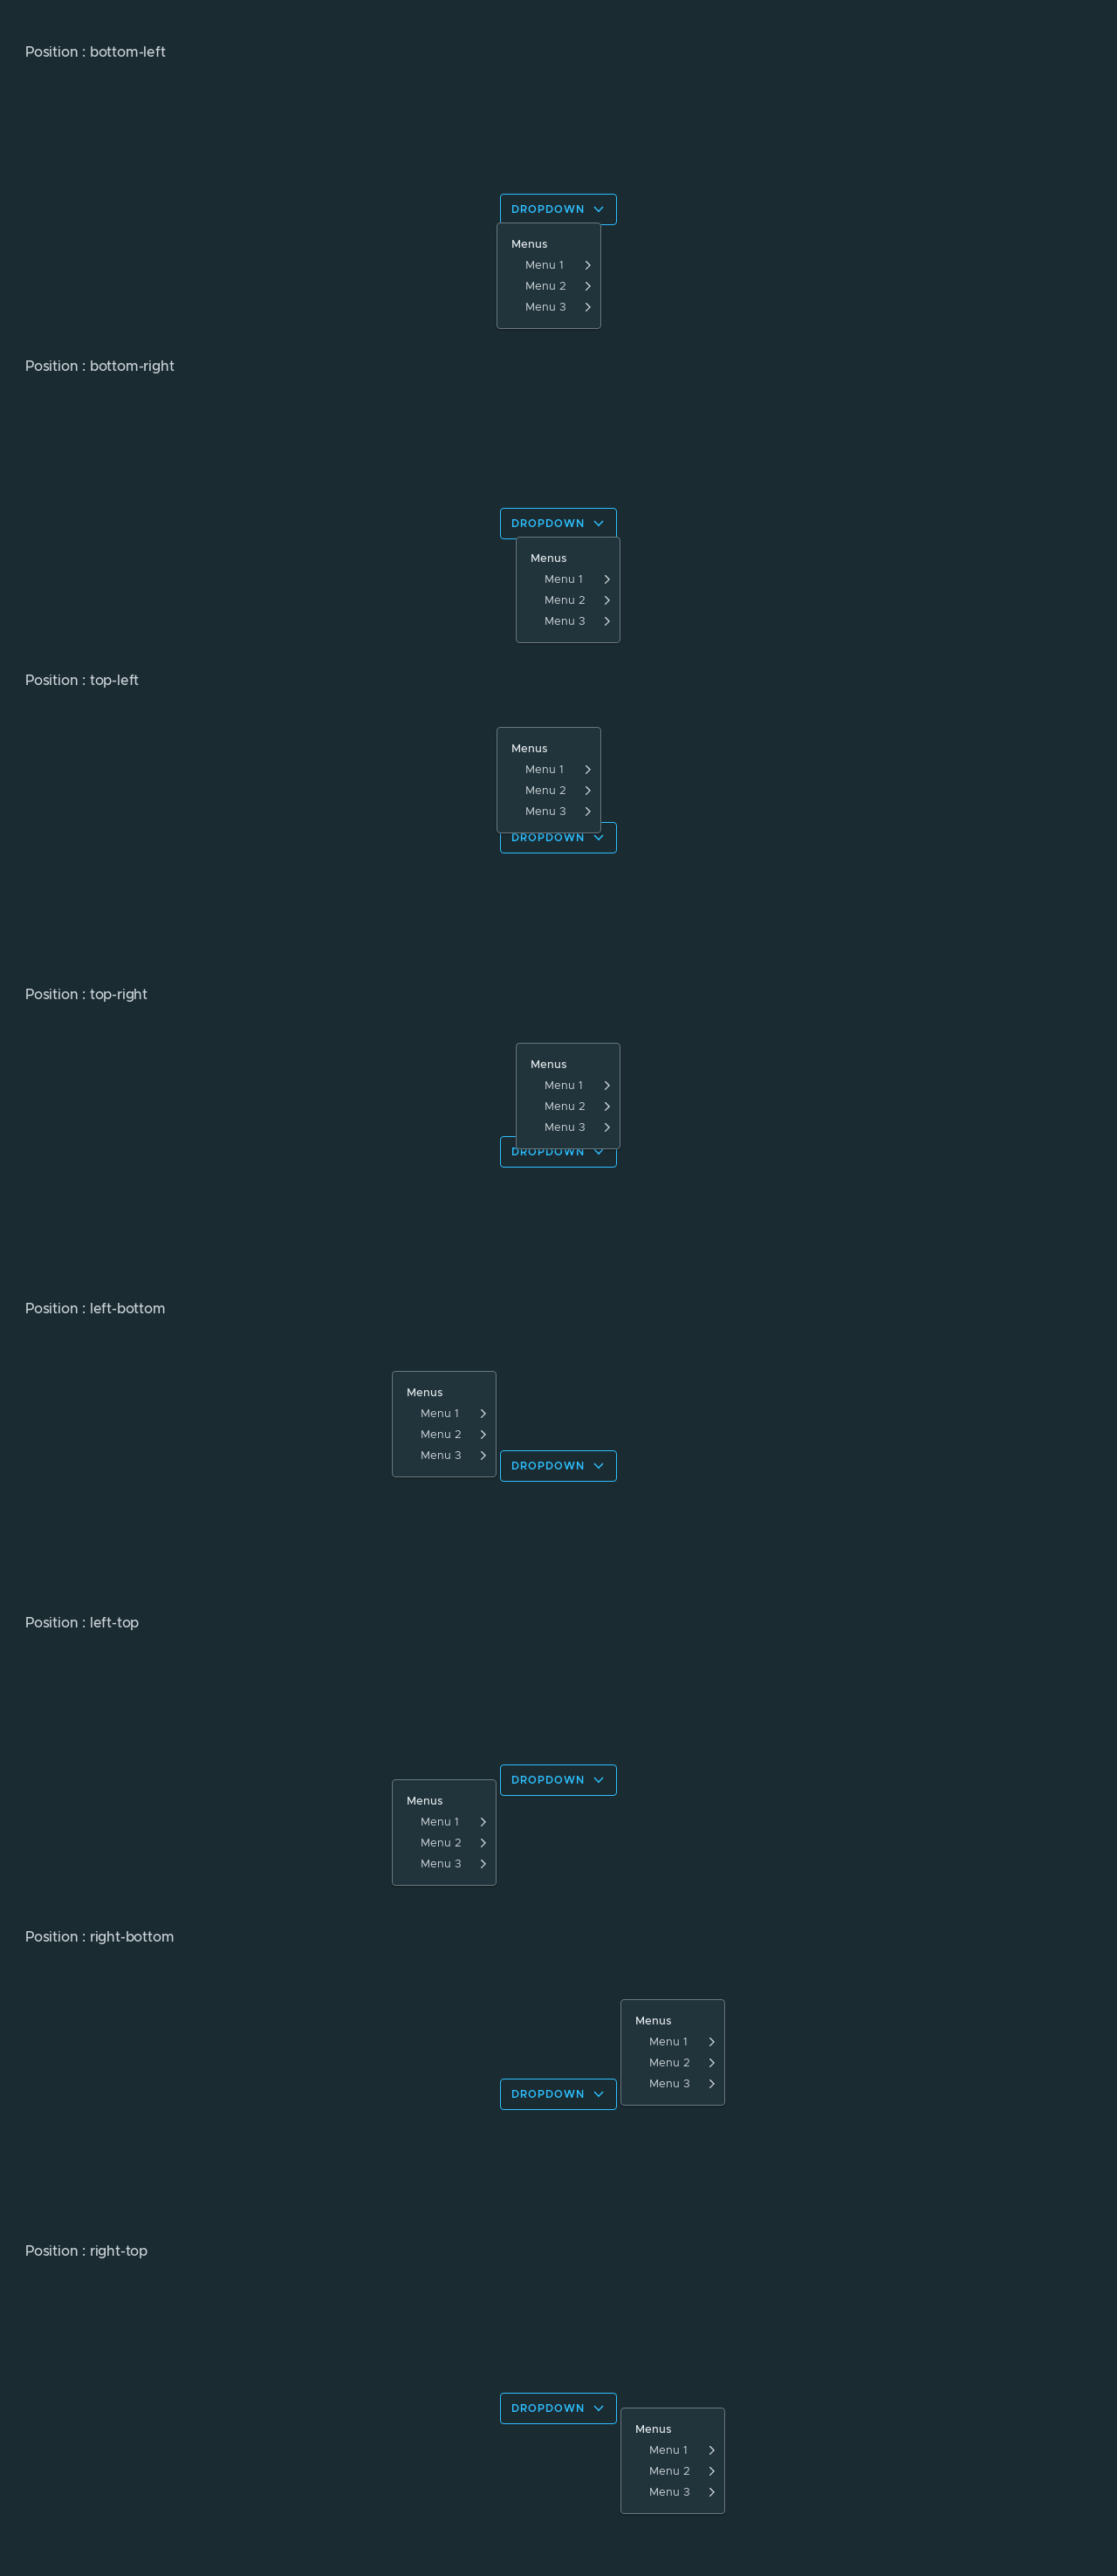 Position : bottom-left
DROPDOWN
Menus
Menu 1
Menu 2
Menu 3
Position : bottom-right
DROPDOWN
Menus
Menu 1
Menu 2
Menu 3
Position : top-left
Menus
Menu 1
Menu 2
Menu 3
DROPDOWN
Position : top-right
Menus
Menu 1
Menu 2
Menu 3
DROPDOWN
Position : left-bottom
Menus
Menu 1
Menu 2
Menu 3
DROPDOWN
Position : left-top
DROPDOWN
Menus
Menu 1
Menu 2
Menu 3
Position : right-bottom
Menus
Menu 1
Menu 2
Menu 3
DROPDOWN
Position : right-top
DROPDOWN
Menus
Menu 1
Menu 2
Menu 3